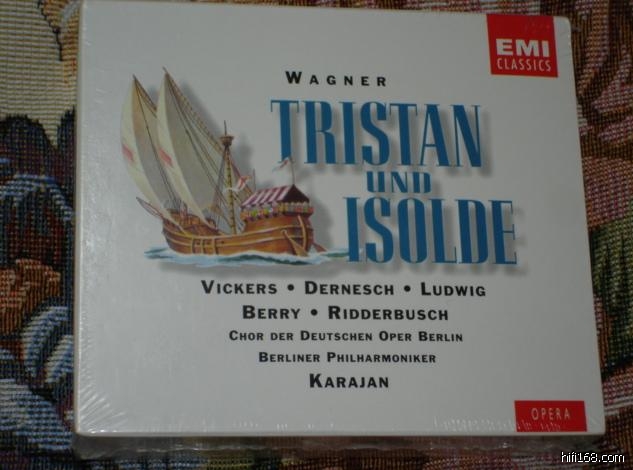 EMI
CLASSICS
WAGNER
TRISTAN
UND
ISOLDE
VICKERS • DERNESCH • LUDWIG
BERRY • RIDDERBUSCH
CHOR DER DEUTSCHEN OPER BERLIN
BERLINER PHILHARMONIKER
KARAJAN
OPERA
hifi168.com